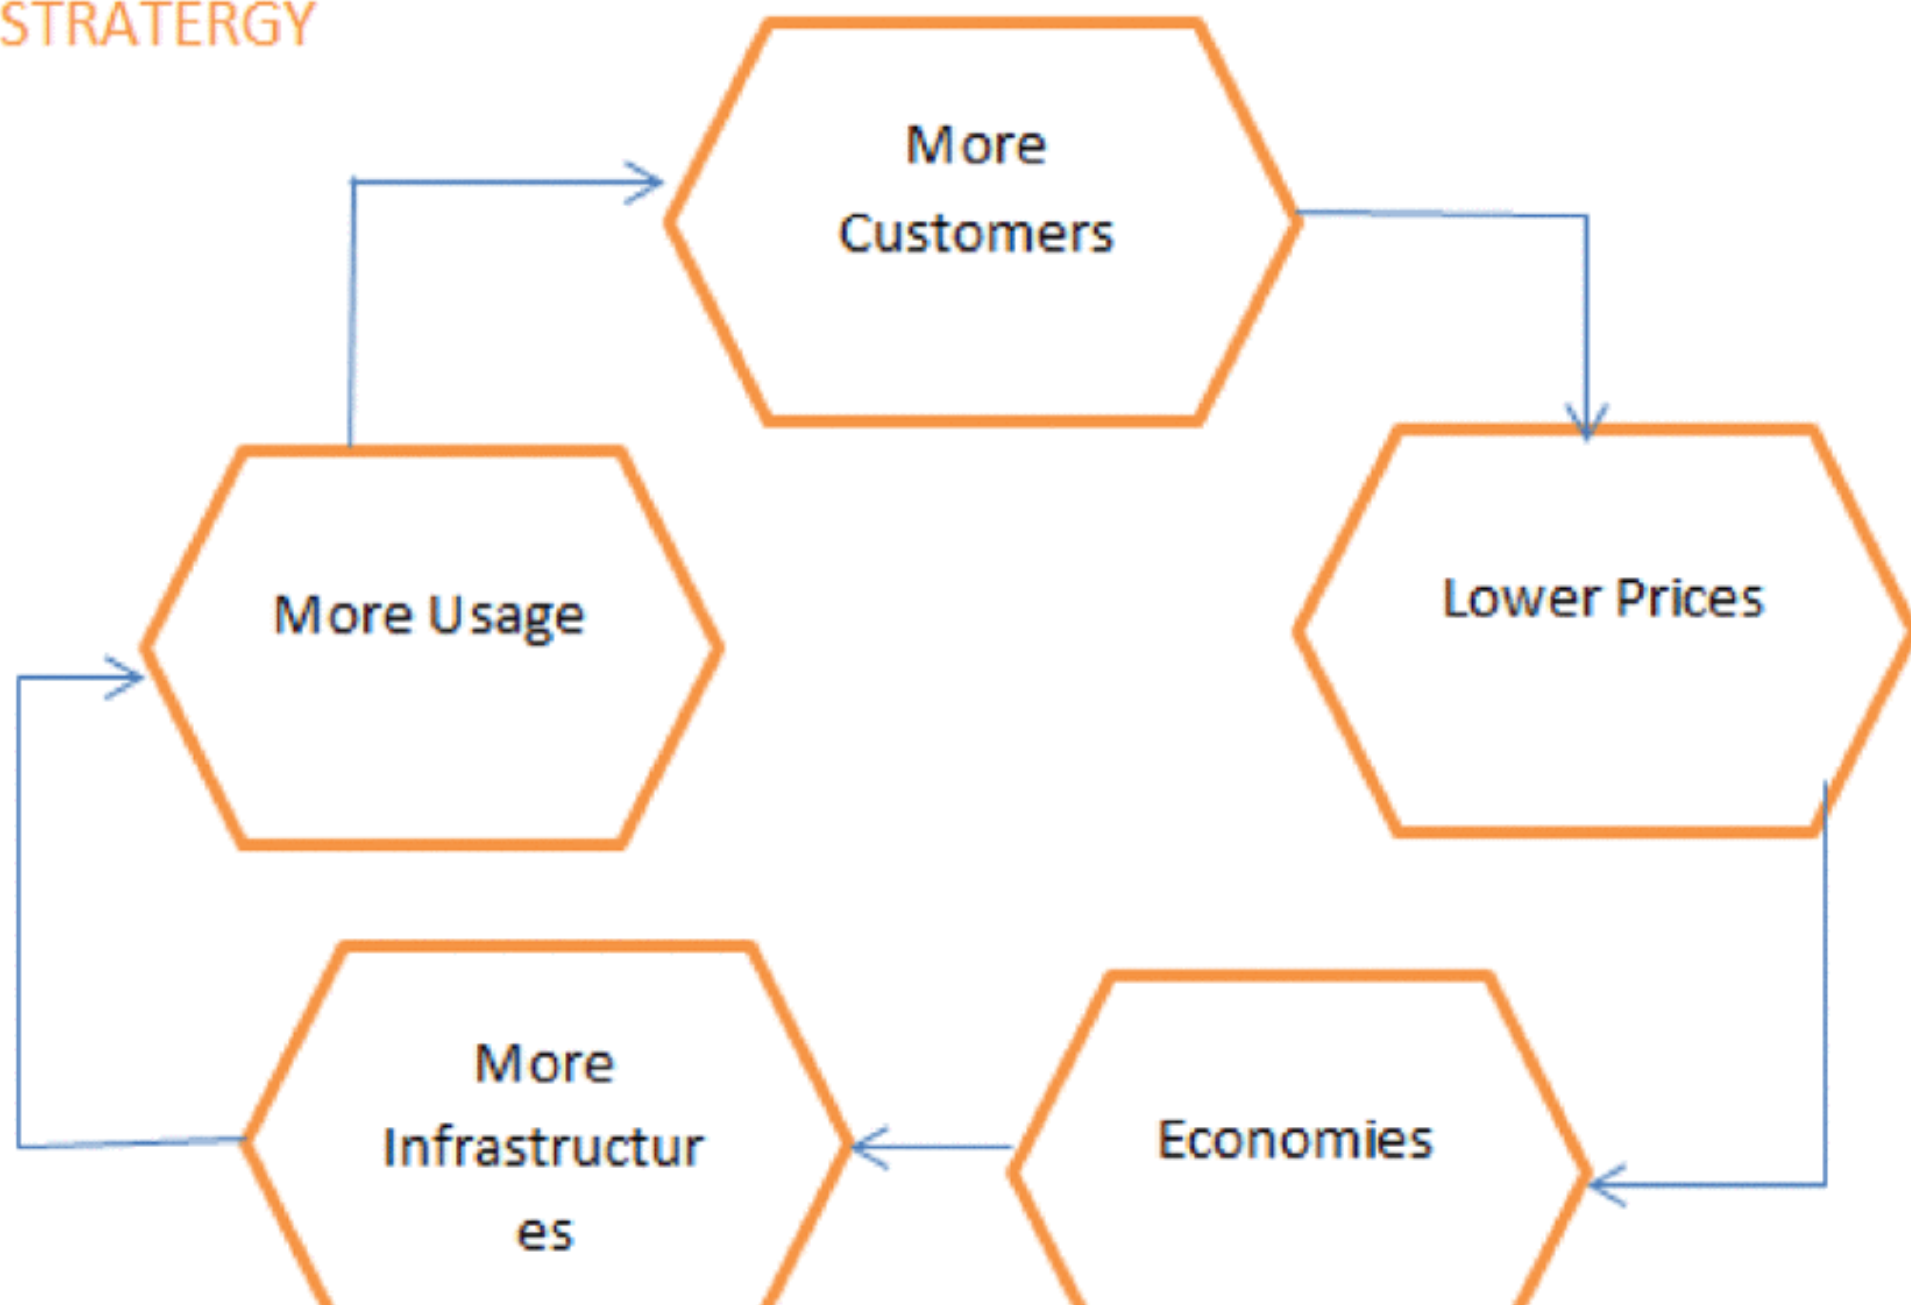 STRATERGY
More
Customers
More Usage
Lower Prices
More
Infrastructur
es
Economies